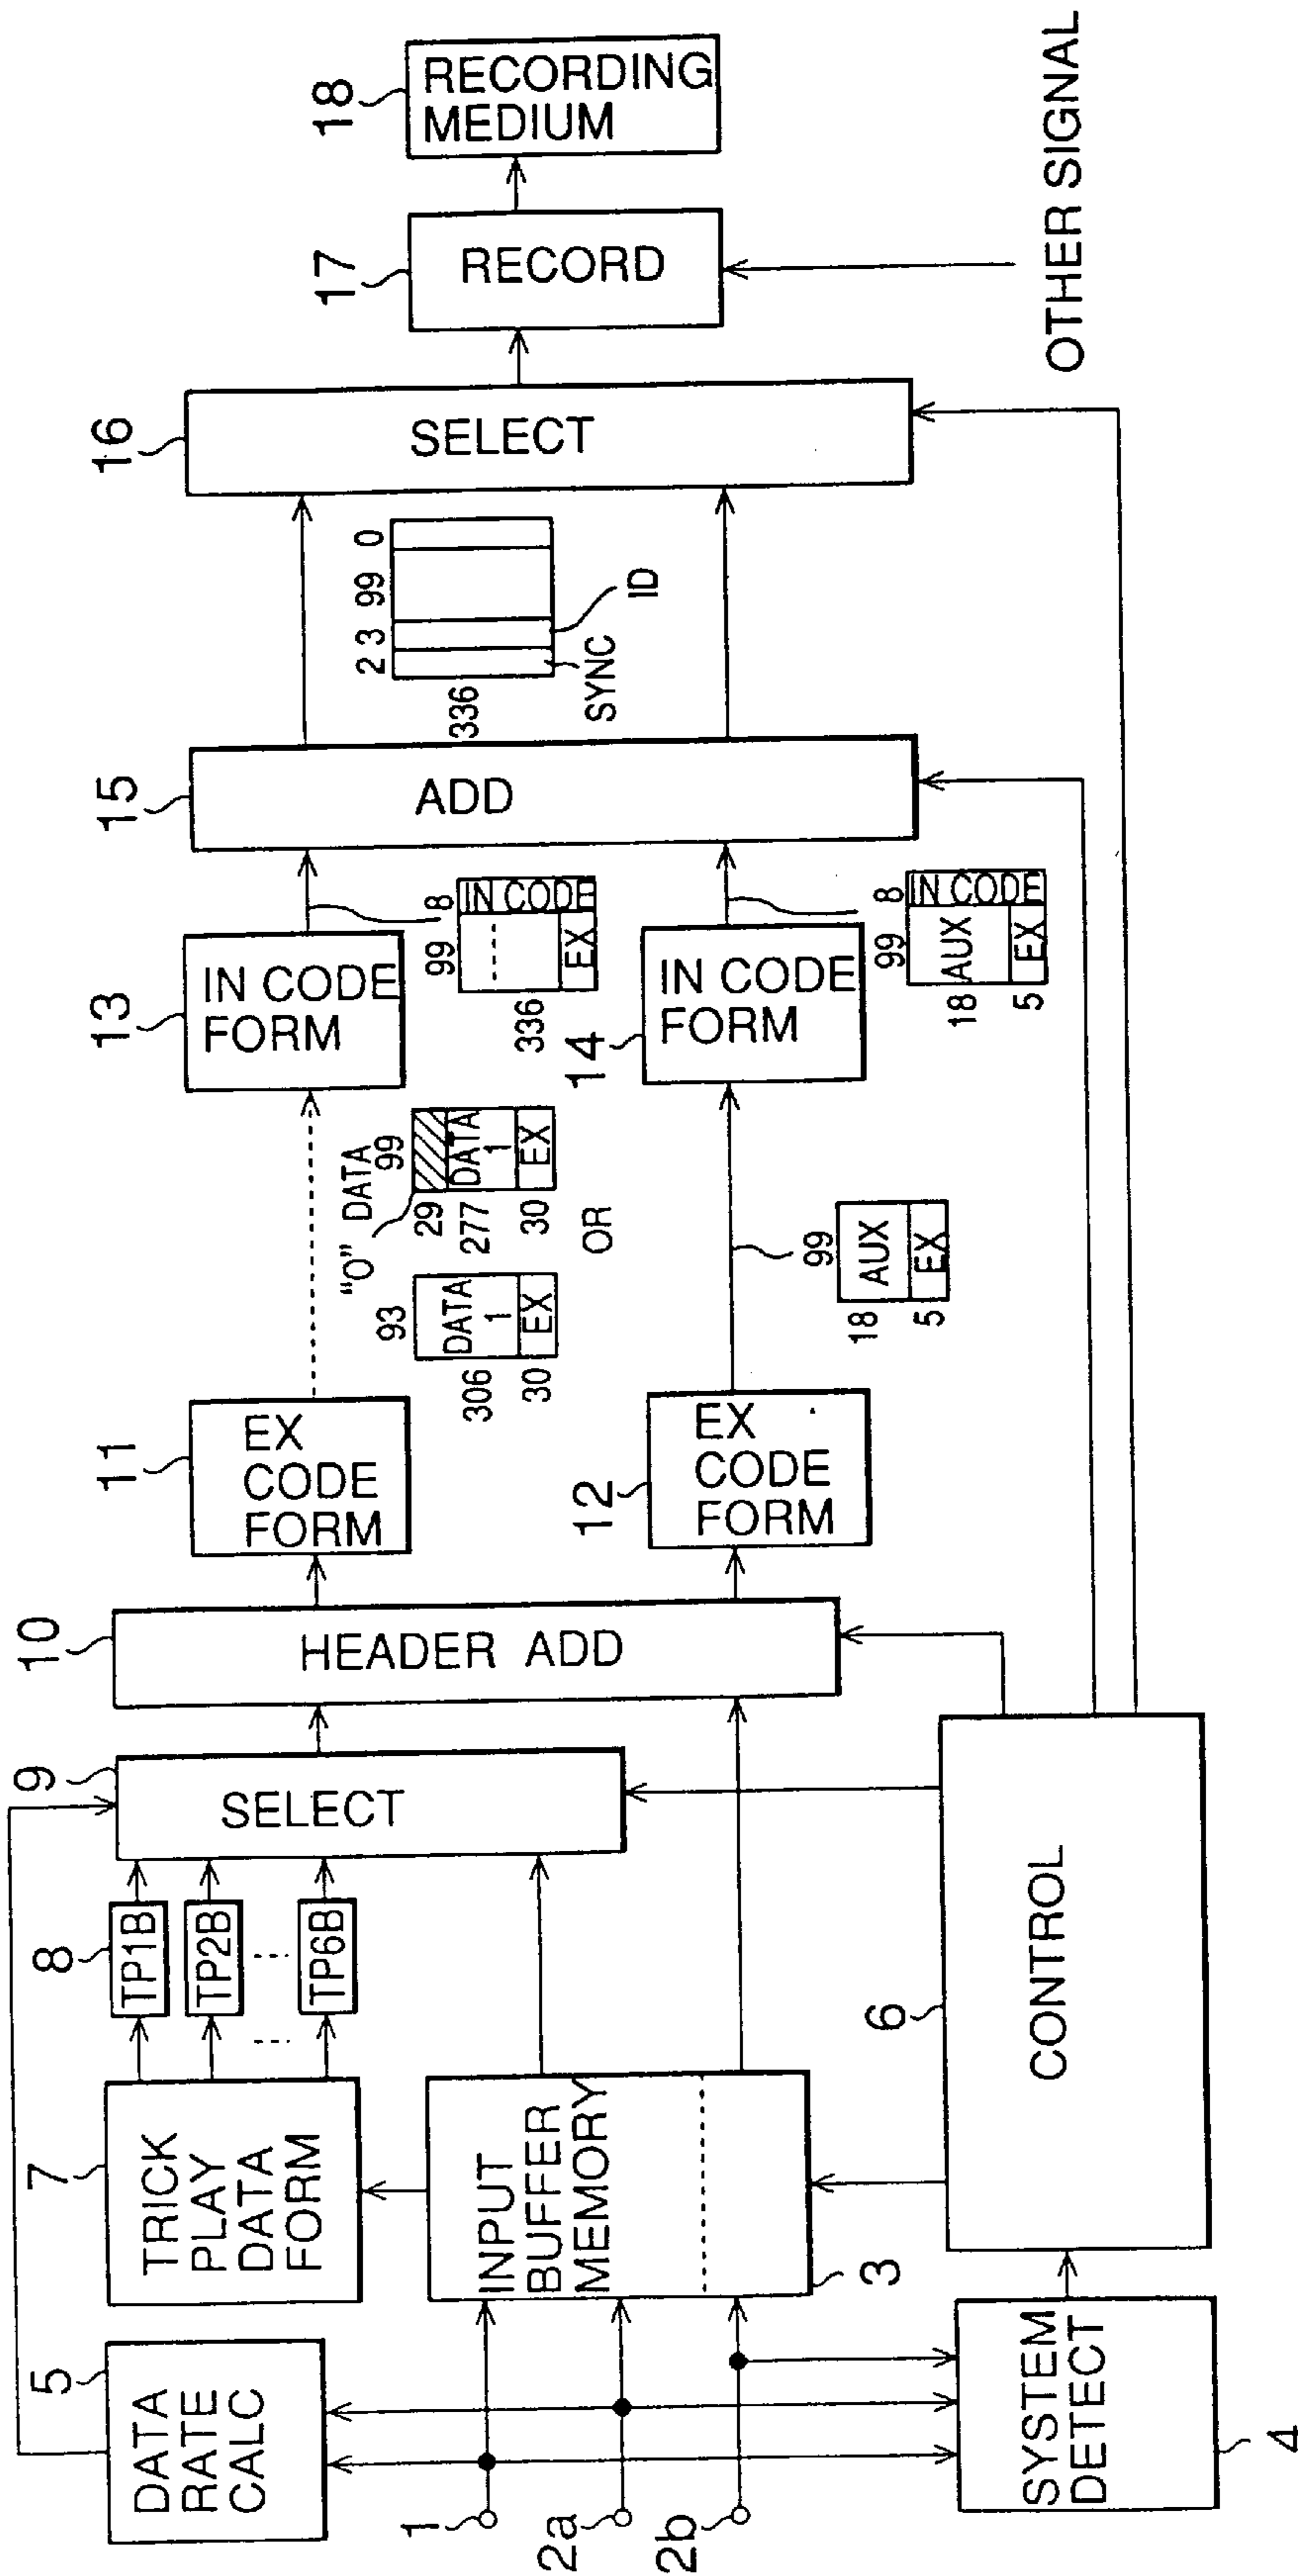 1
2a
2b
5
DATA
RATE
CALC
SYSTEM
DETECT
4
7
TRICK
PLAY
DATA
FORM
INPUT
BUFFER
MEMORY
3
6
CONTROL
8
TP1B
TP2B
TP6B
9
SELECT
10
HEADER ADD
11
EX
CODE
FORM
12
EX
CODE
FORM
93
306
DATA
1
30
EX
OR
"0" DATA
99
29
277
DATA
1
30
EX
99
18
AUX
5
EX
13
IN CODE
FORM
14
IN CODE
FORM
99
8
336
IN CODE
EX
99
8
18
AUX
IN CODE
5
EX
15
ADD
2 3 99 0
336
SYNC
ID
16
SELECT
17
RECORD
18
RECORDING
MEDIUM
OTHER SIGNAL